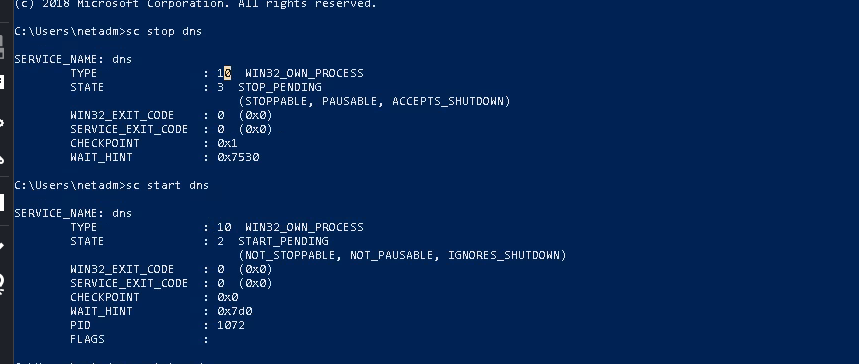 (c) 2018 Microsoft Corporation. All rights reserved.
C:\Users\netadm>sc stop dns
SERVICE_NAME: dns
TYPE : 10 WIN32_OWN_PROCESS
STATE : 3 STOP_PENDING
(STOPPABLE, PAUSABLE, ACCEPTS_SHUTDOWN)
WIN32_EXIT_CODE : 0 (0x0)
SERVICE_EXIT_CODE : 0 (0x0)
CHECKPOINT : 0x1
WAIT_HINT : 0x7530
C:\Users\netadm>sc start dns
SERVICE_NAME: dns
TYPE : 10 WIN32_OWN_PROCESS
STATE : 2 START_PENDING
(NOT_STOPPABLE, NOT_PAUSABLE, IGNORES_SHUTDOWN)
WIN32_EXIT_CODE : 0 (0x0)
SERVICE_EXIT_CODE : 0 (0x0)
CHECKPOINT : 0x0
WAIT_HINT : 0x7d0
PID : 1072
FLAGS :